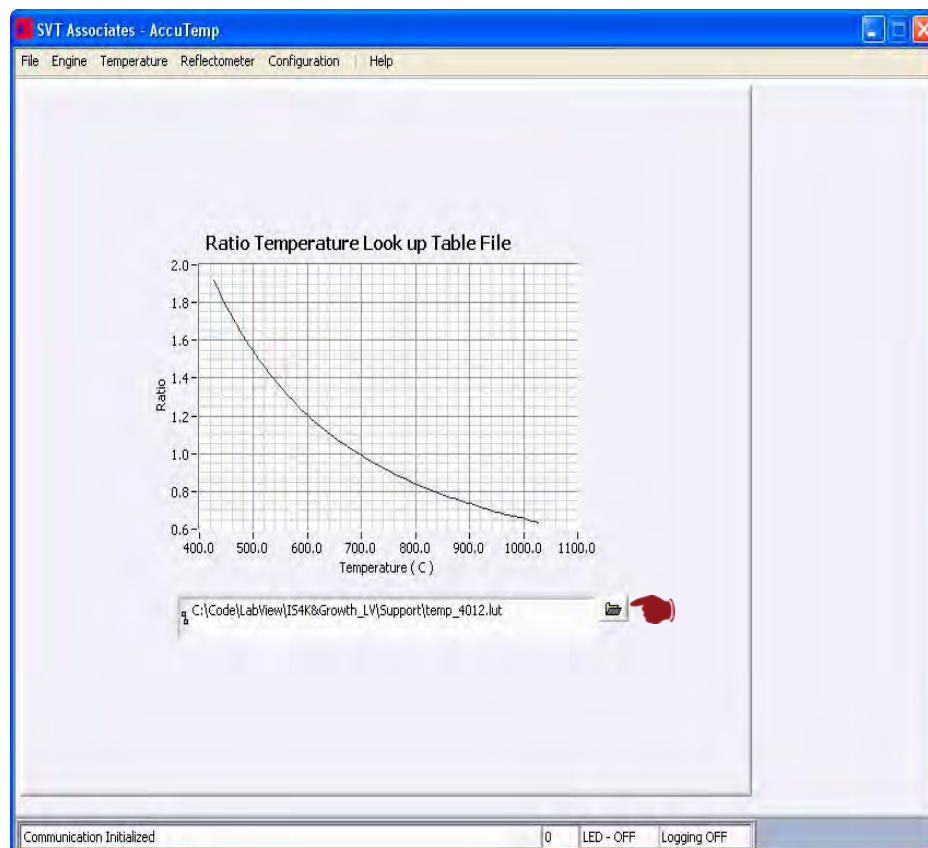 SVT Associates - AccuTemp
File Engine Temperature Reflectometer Configuration Help
Ratio Temperature Look up Table File
2.0
1.8
1.6
1.4
1.2
1.0
0.8
0.6
Ratio
400.0 500.0 600.0 700.0 800.0 900.0 1000.0 1100.0
Temperature ( C )
C:\Code\LabView\IS4K&Growth_LV\Support\temp_4012.lut
Communication Initialized 0 LED - OFF Logging OFF